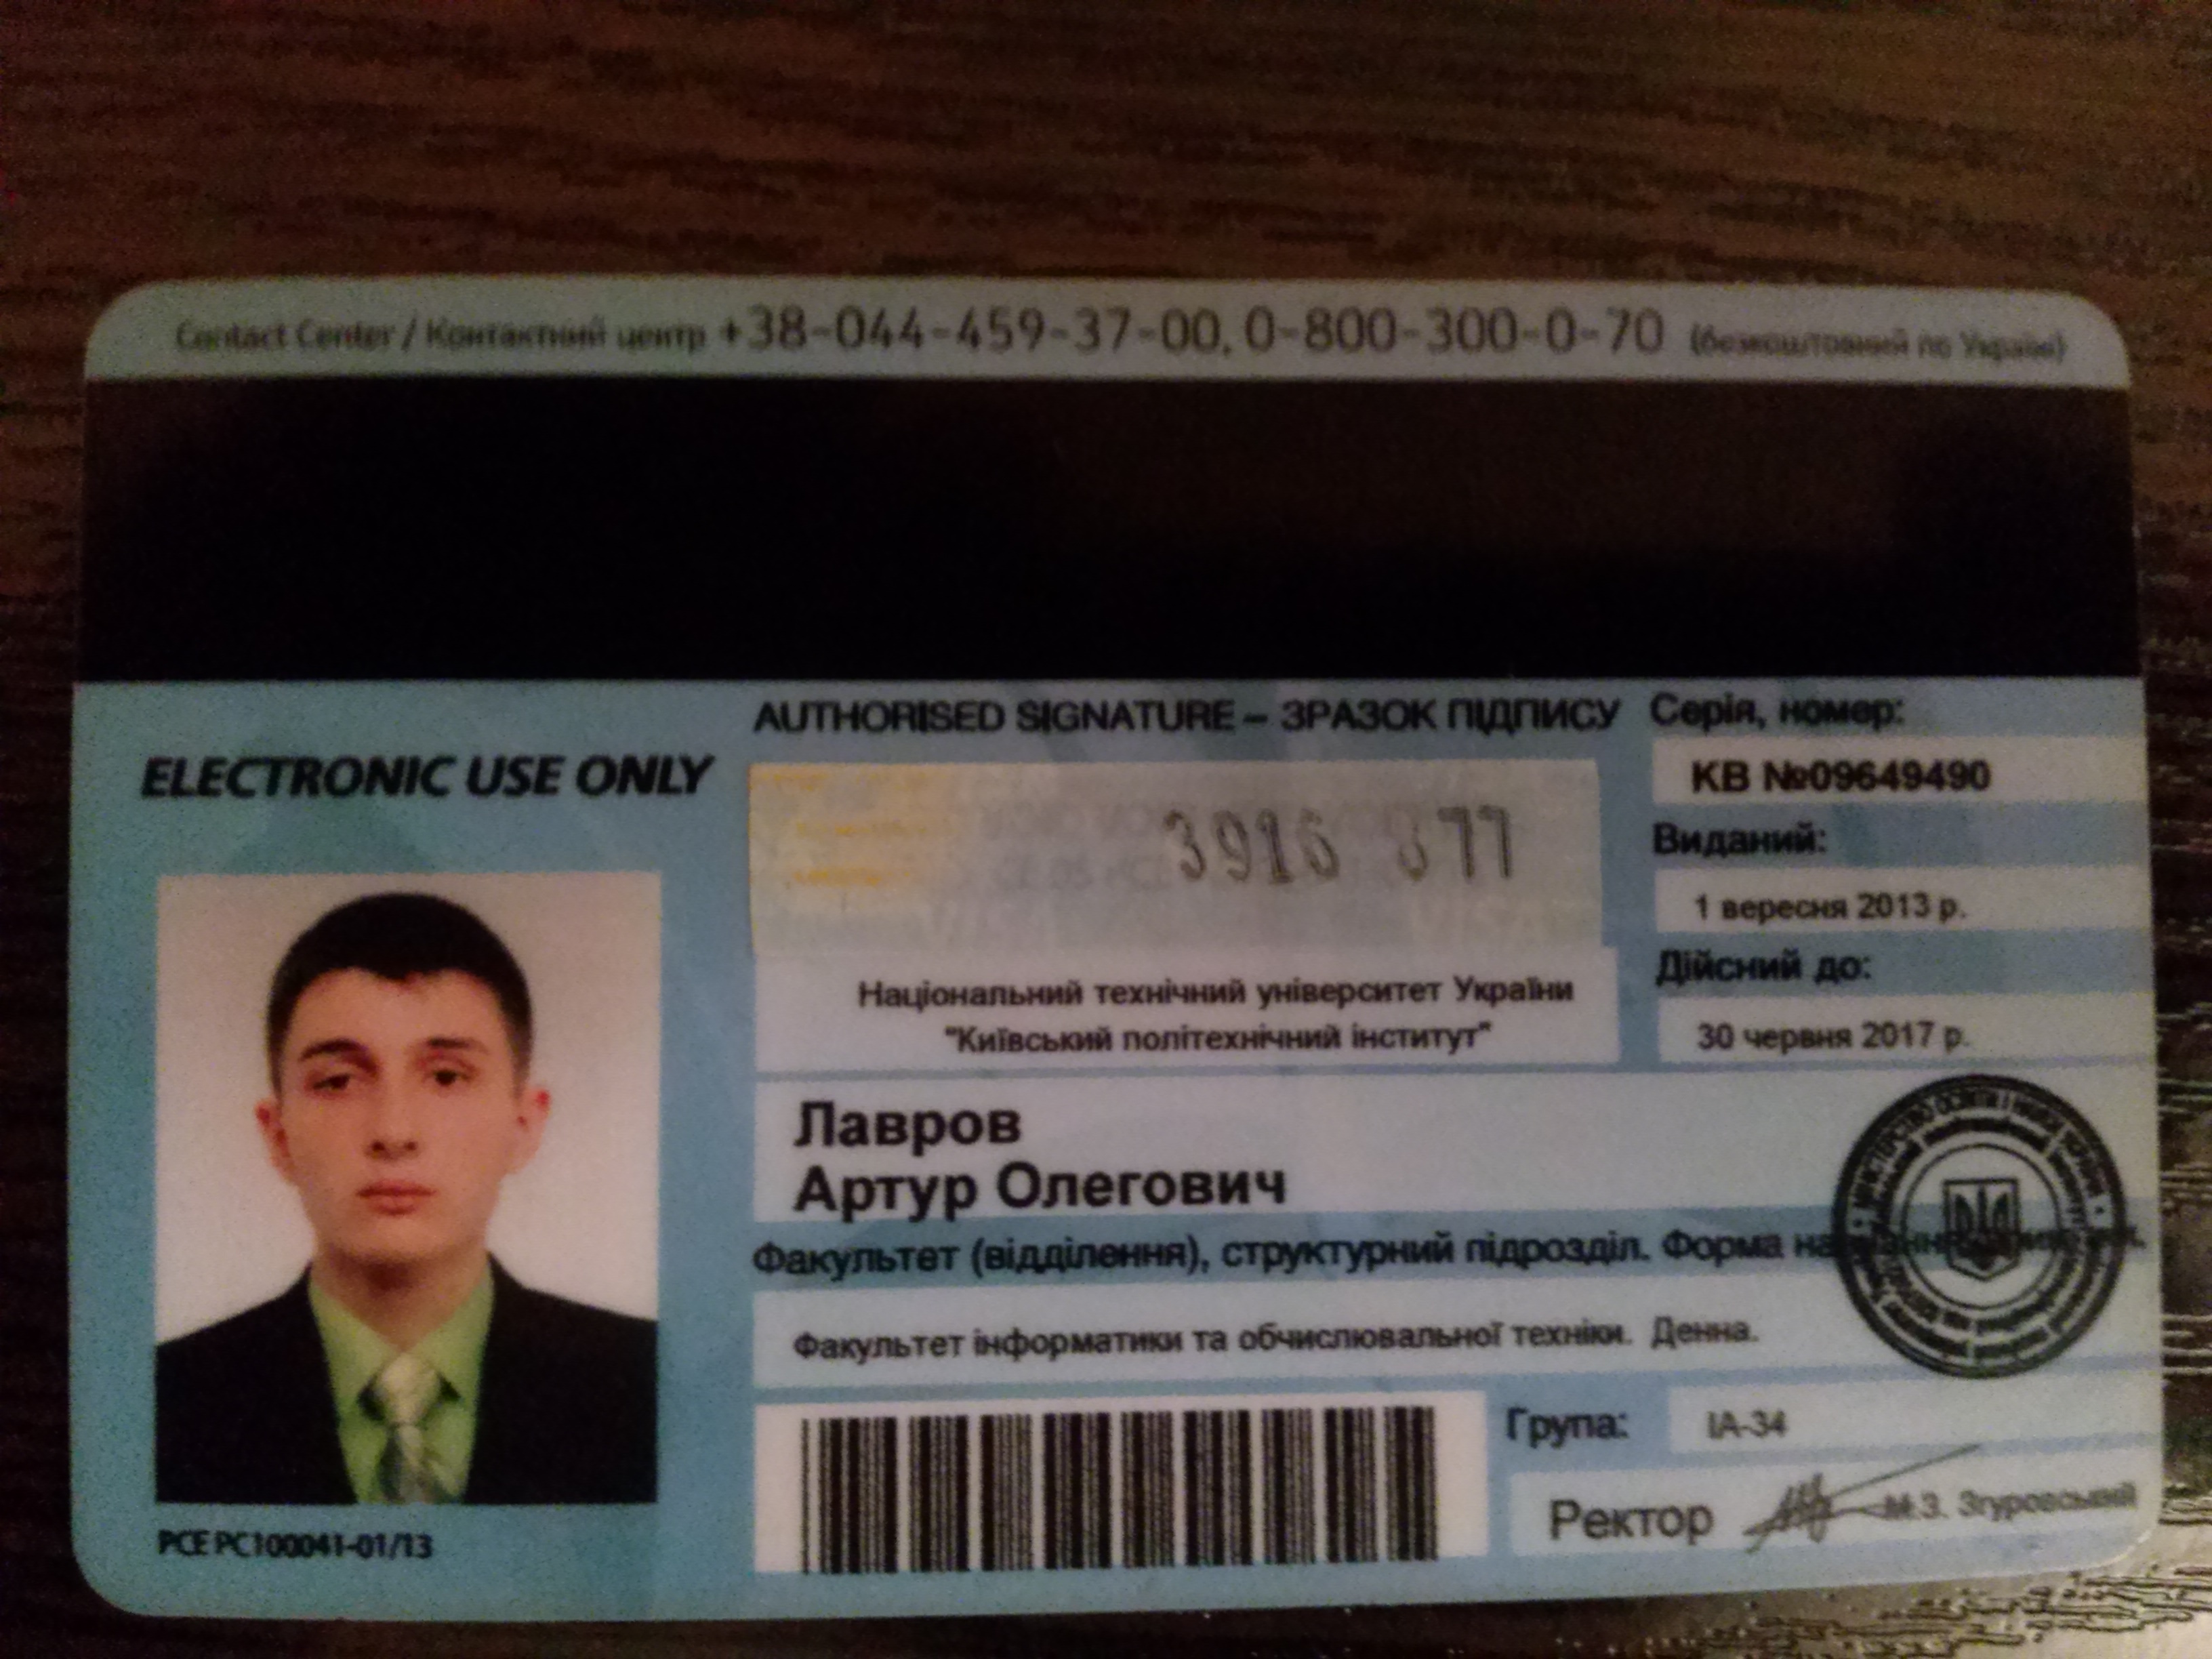 Contact Center / Контактний центр +38-044-459-37-00, 0-800-300-0-70 (безкоштовний по Україні)
AUTHORISED SIGNATURE – ЗРАЗОК ПІДПИСУ
ELECTRONIC USE ONLY
3916 377
Серія, номер:
КВ №09649490
Виданий:
1 вересня 2013 р.
Дійсний до:
30 червня 2017 р.
Національний технічний університет України
"Київський політехнічний інститут"
Лавров
Артур Олегович
Факультет (відділення), структурний підрозділ. Форма
Факультет інформатики та обчислювальної техніки. Денна.
Група: ІА-34
Ректор М.З. Згуровський
PCE PC100041-01/13